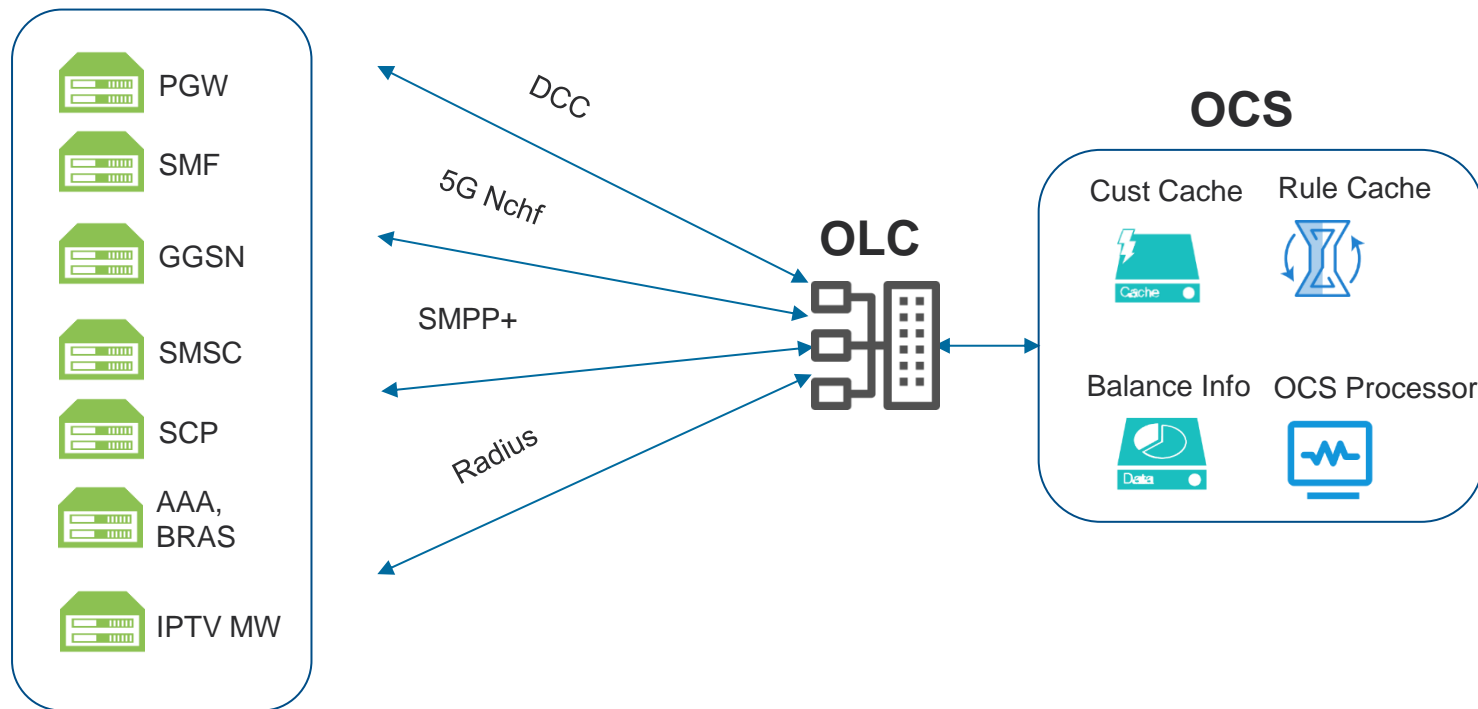 PGW
SMF
GGSN
SMSC
SCP
AAA,
BRAS
IPTV MW
DCC
5G Nchf
SMPP+
Radius
OLC
OCS
Cust Cache
Rule Cache
Cache
Balance Info
OCS Processor
Data